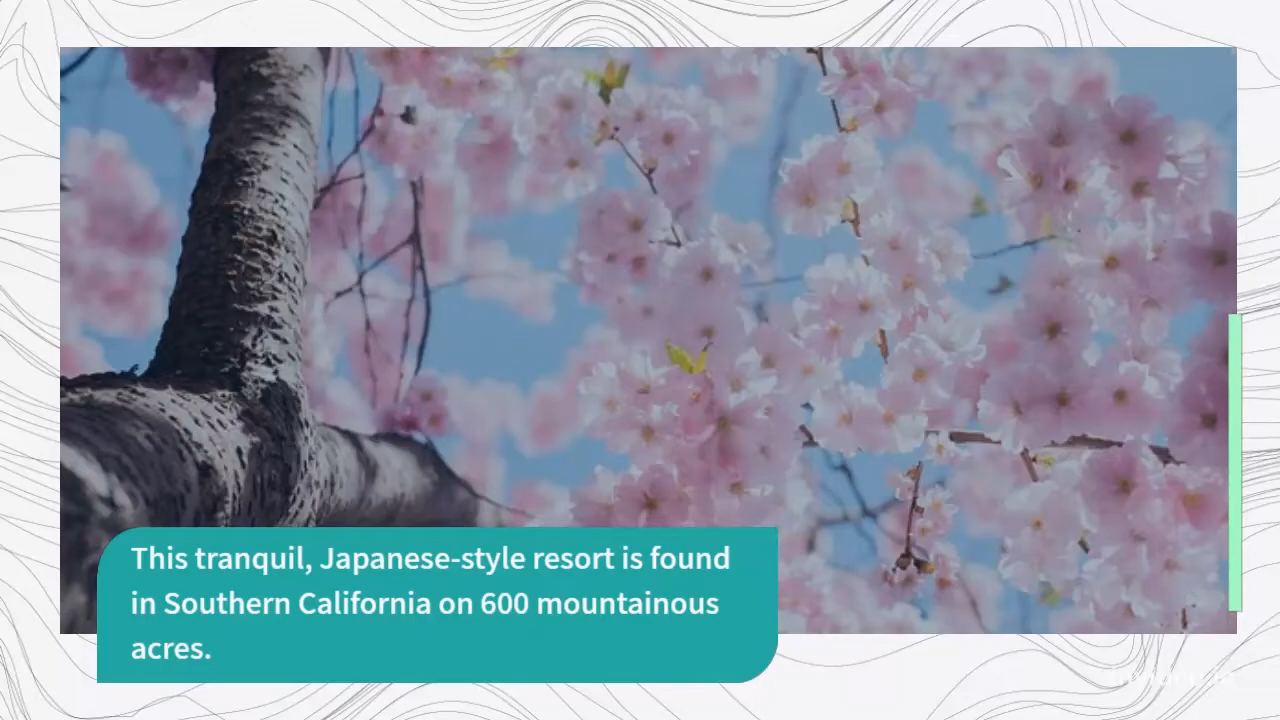 This tranquil, Japanese-style resort is found
in Southern California on 600 mountainous
acres.